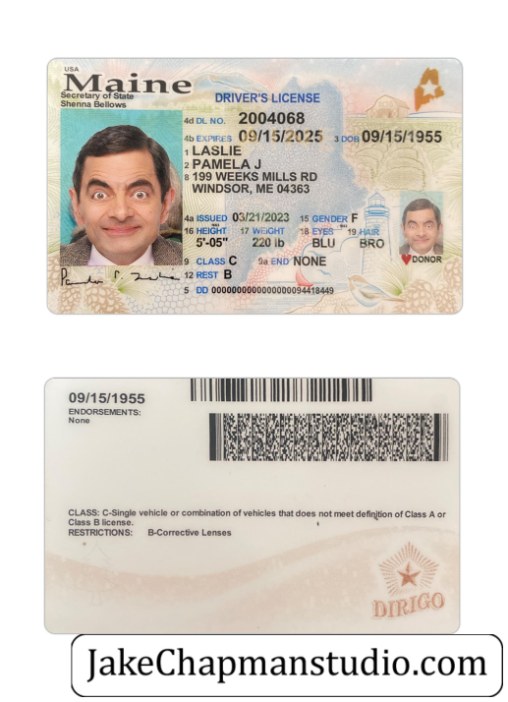 USA
Maine
Secretary of State
Shenna Bellows
DRIVER'S LICENSE
4d DL NO. 2004068
4b EXPIRES 09/15/2025 3 DOB 09/15/1955
1 LASLIE
2 PAMELA J
8 199 WEEKS MILLS RD
WINDSOR, ME 04363
4a ISSUED 03/21/2023 15 GENDER F
16 HEIGHT 17 WEIGHT 18 EYES 19 HAIR
5'-05" 220 lb BLU BRO
9 CLASS C 9a END NONE
DONOR
12 REST B
5 DD 0000000000000000094418449
09/15/1955
ENDORSEMENTS:
None
CLASS: C-Single vehicle or combination of vehicles that does not meet definition of Class A or
Class B license.
RESTRICTIONS: B-Corrective Lenses
DIRIGO
JakeChapmanstudio.com